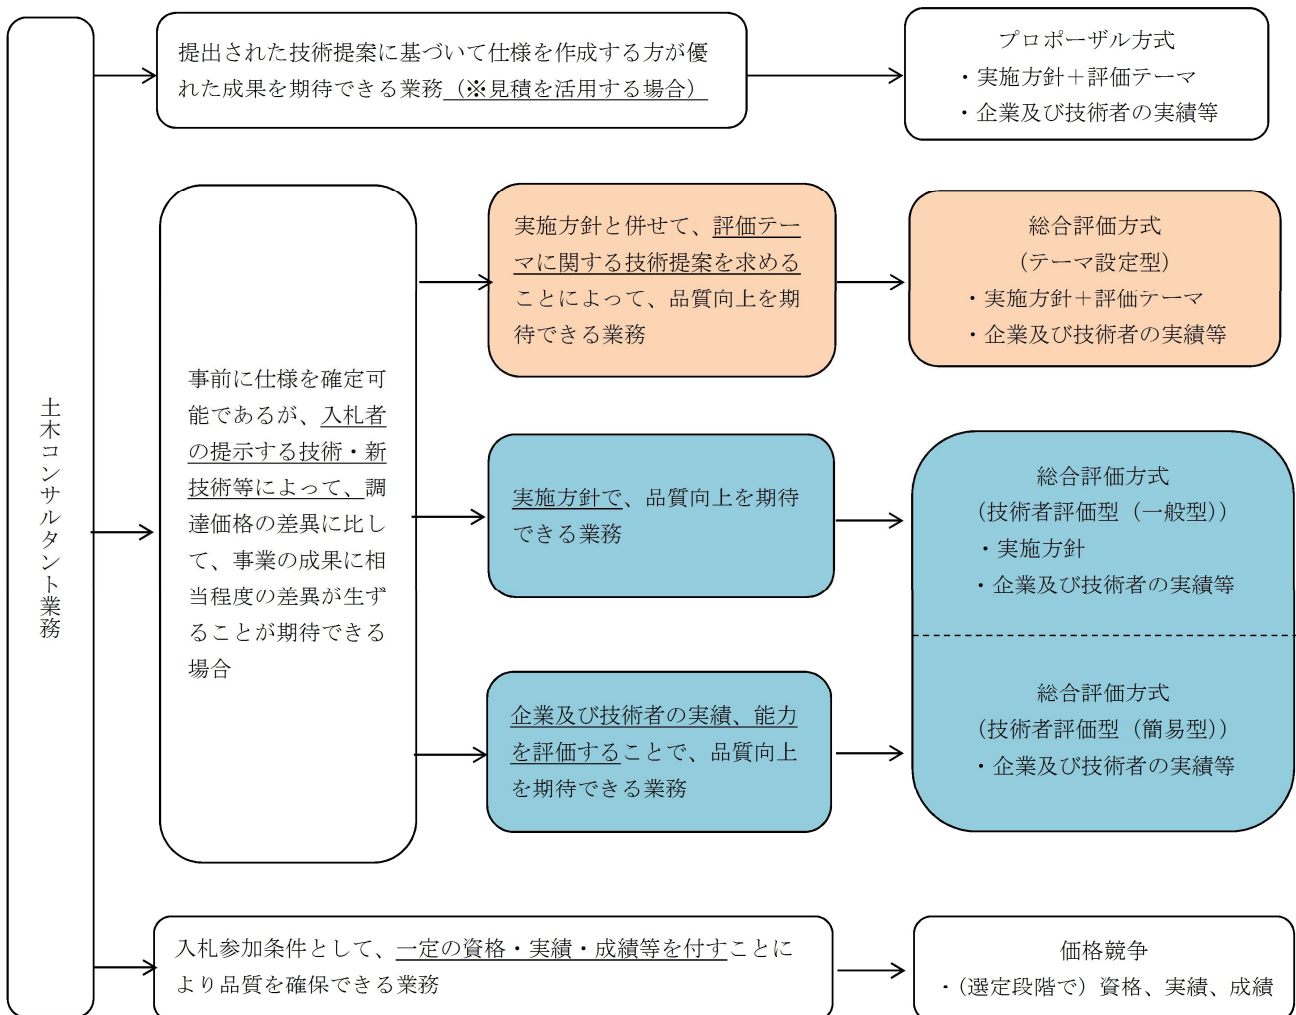 土木コンサルタント業務
提出された技術提案に基づいて仕様を作成する方が優
れた成果を期待できる業務（※見積を活用する場合）
プロポーザル方式
・実施方針＋評価テーマ
・企業及び技術者の実績等
事前に仕様を確定可
能であるが、入札者
の提示する技術・新
技術等によって、調
達価格の差異に比し
て、事業の成果に相
当程度の差異が生ず
ることが期待できる
場合
実施方針と併せて、評価テー
マに関する技術提案を求める
ことによって、品質向上を期
待できる業務
総合評価方式
（テーマ設定型）
・実施方針＋評価テーマ
・企業及び技術者の実績等
実施方針で、品質向上を期待
できる業務
総合評価方式
（技術者評価型（一般型））
・実施方針
・企業及び技術者の実績等
企業及び技術者の実績、能力
を評価することで、品質向上
を期待できる業務
総合評価方式
（技術者評価型（簡易型））
・企業及び技術者の実績等
入札参加条件として、一定の資格・実績・成績等を付すことに
より品質を確保できる業務
価格競争
・（選定段階で）資格、実績、成績